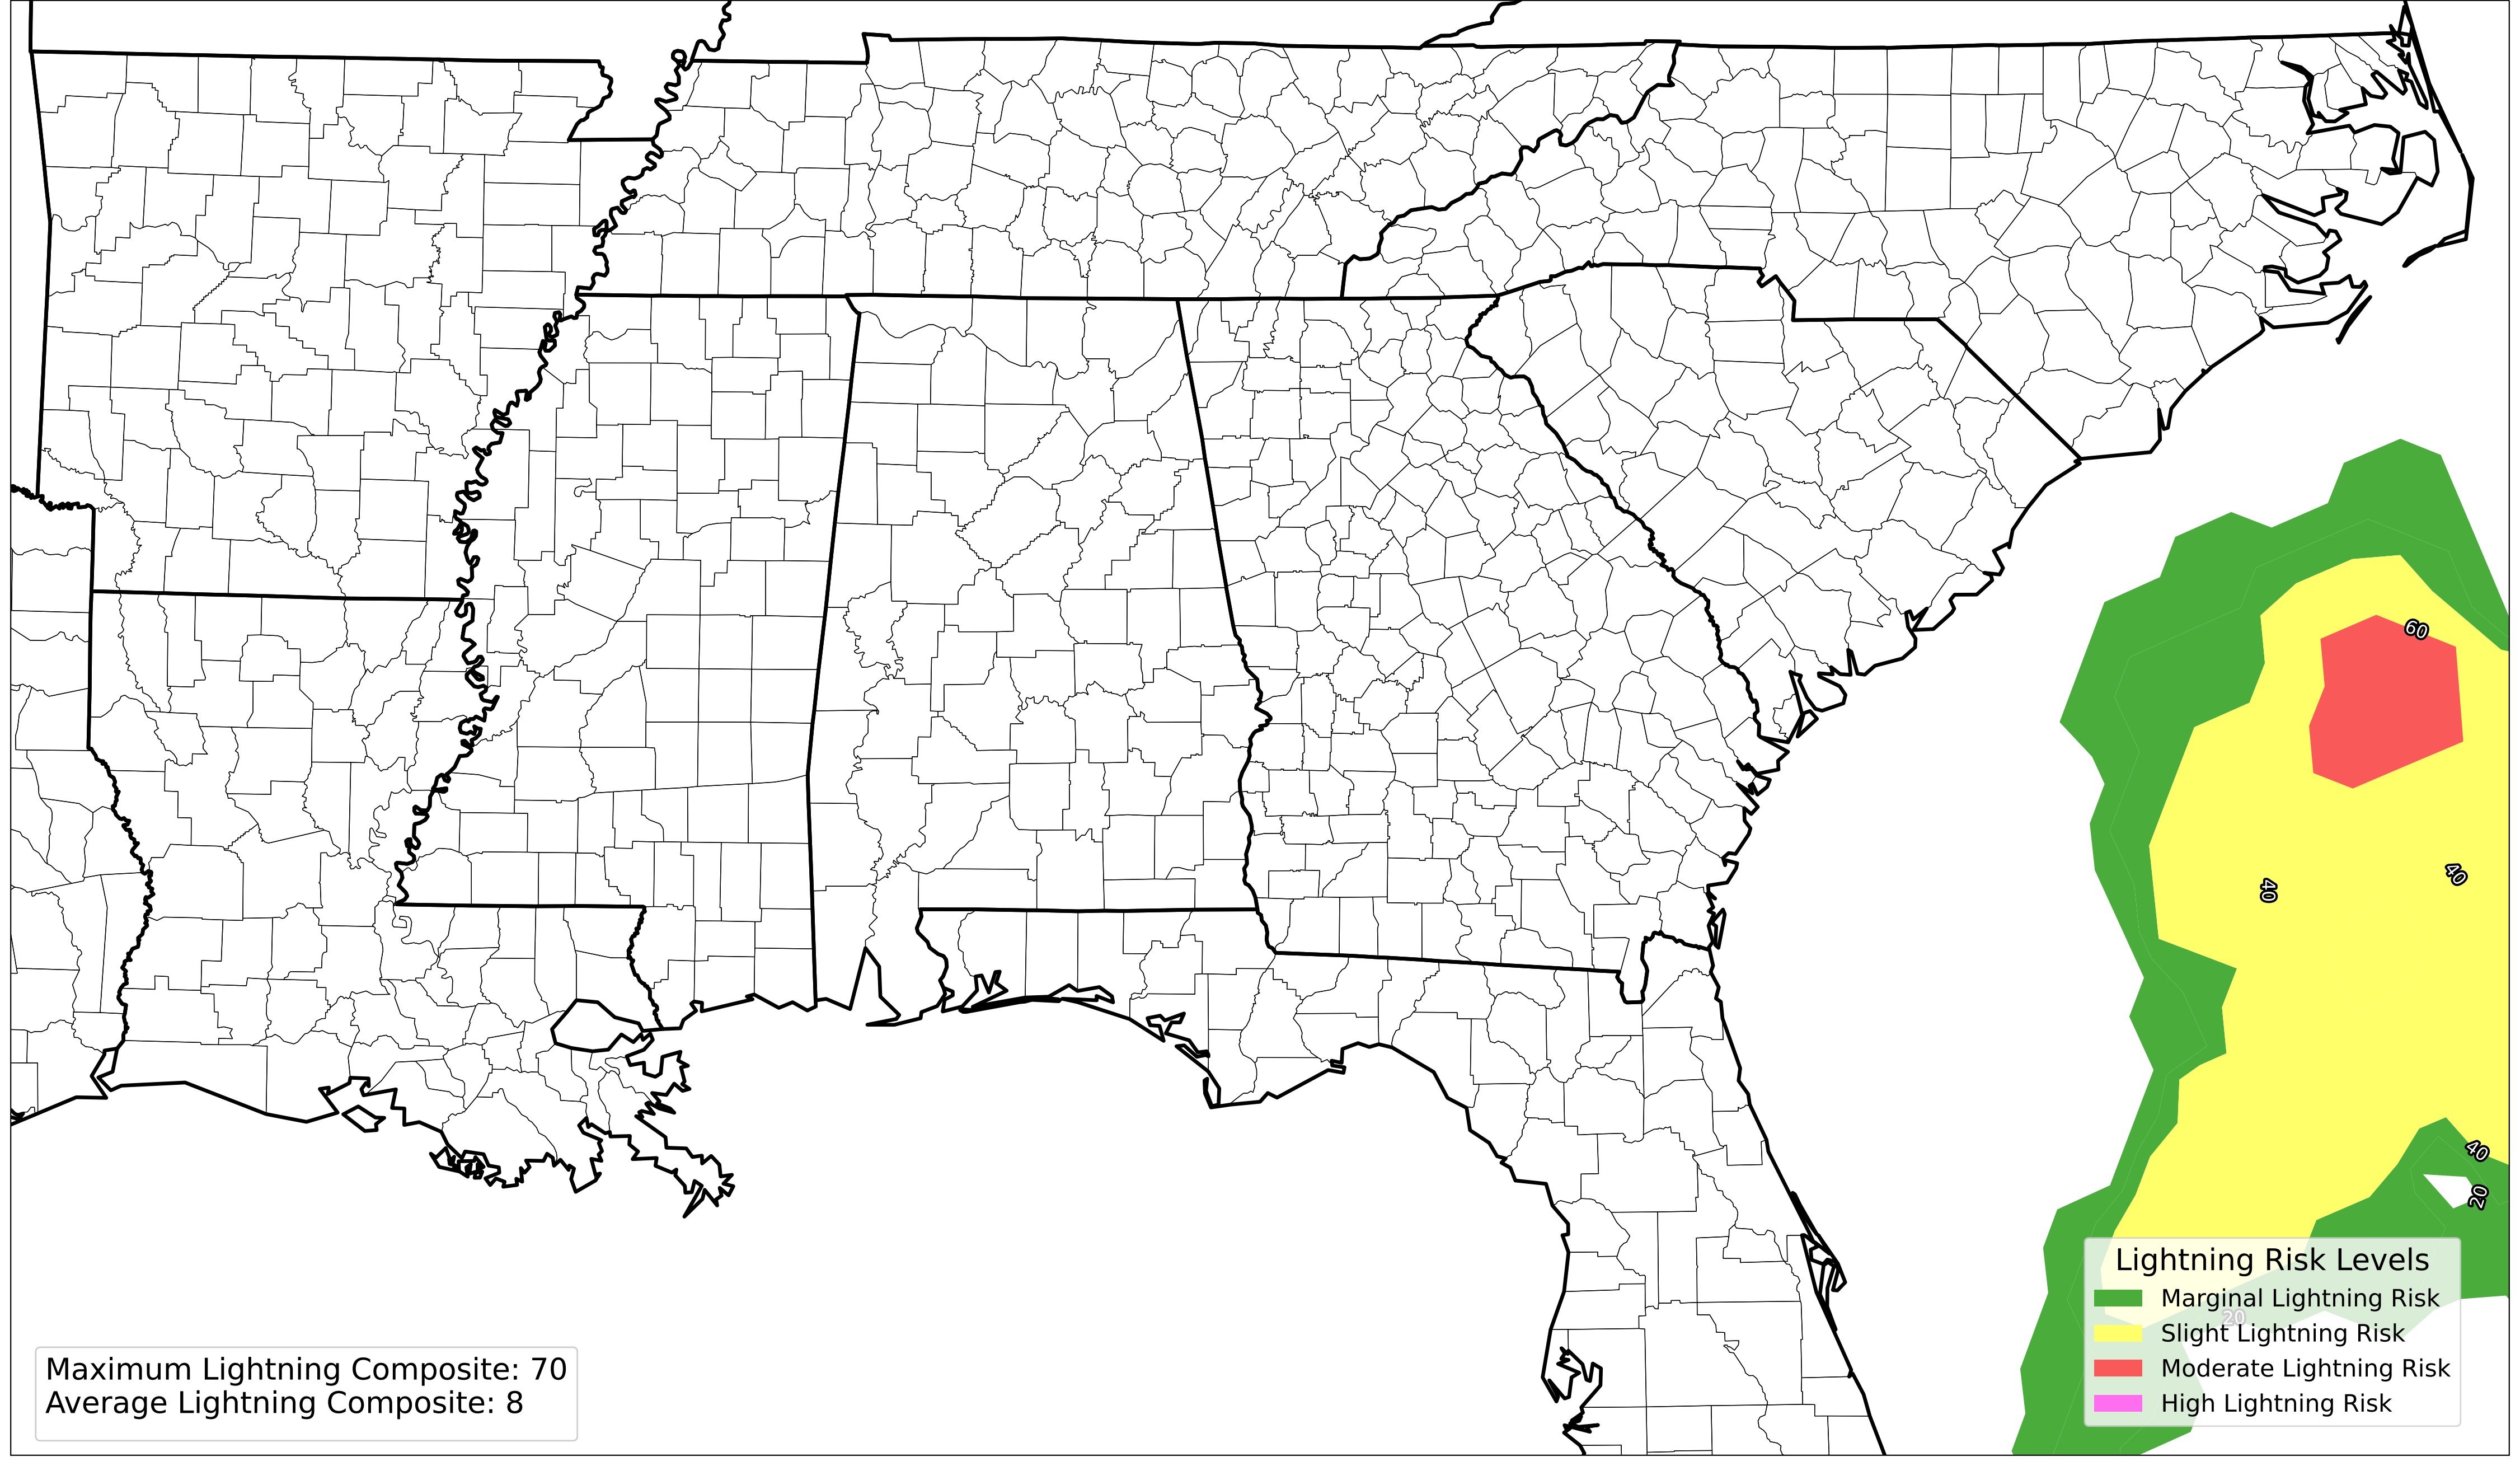 60
40
40
40
20
Lightning Risk Levels
Marginal Lightning Risk
20
Slight Lightning Risk
Moderate Lightning Risk
High Lightning Risk
Maximum Lightning Composite: 70
Average Lightning Composite: 8